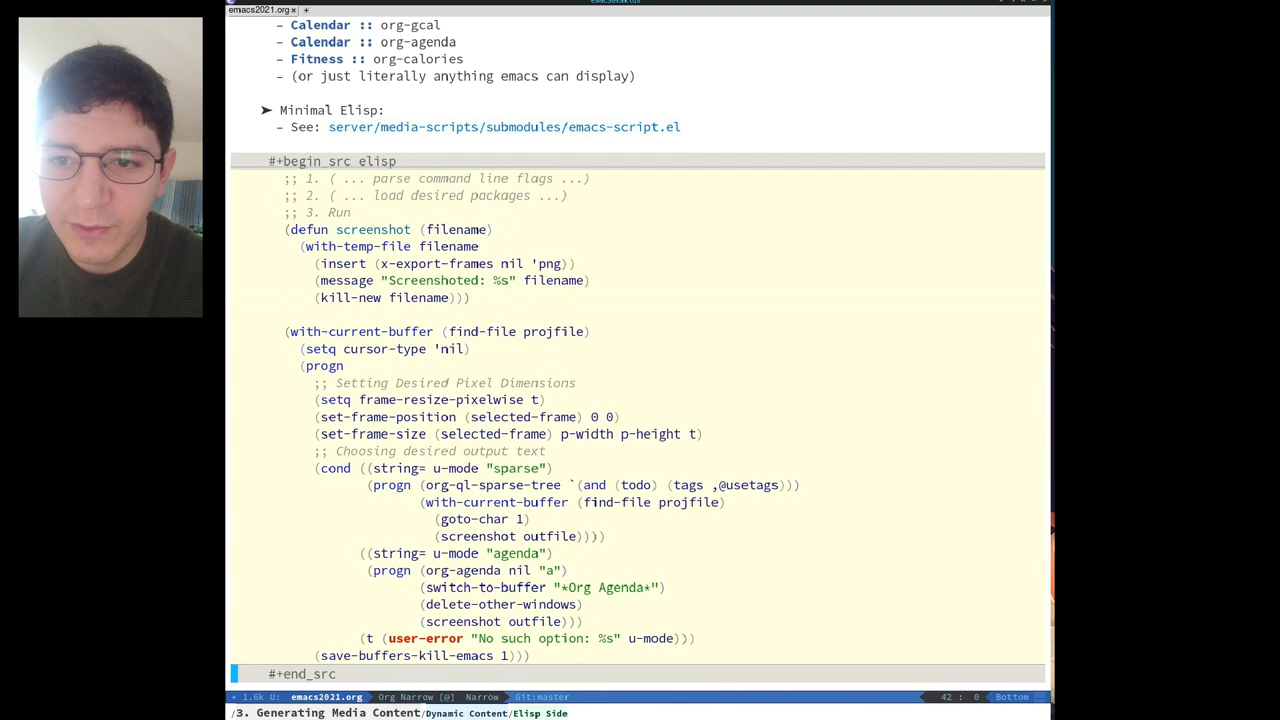 emacs2021.org × +
– Calendar :: org-gcal
– Calendar :: org-agenda
– Fitness :: org-calories
– (or just literally anything emacs can display)
➤ Minimal Elisp:
– See: server/media-scripts/submodules/emacs-script.el
#+begin_src elisp
;; 1. ( ... parse command line flags ...)
;; 2. ( ... load desired packages ...)
;; 3. Run
(defun screenshot (filename)
(with-temp-file filename
(insert (x-export-frames nil 'png))
(message "Screenshoted: %s" filename)
(kill-new filename)))
(with-current-buffer (find-file projfile)
(setq cursor-type 'nil)
(progn
;; Setting Desired Pixel Dimensions
(setq frame-resize-pixelwise t)
(set-frame-position (selected-frame) 0 0)
(set-frame-size (selected-frame) p-width p-height t)
;; Choosing desired output text
(cond ((string= u-mode "sparse")
(progn (org-ql-sparse-tree `(and (todo) (tags ,@usetags)))
(with-current-buffer (find-file projfile)
(goto-char 1)
(screenshot outfile))))
((string= u-mode "agenda")
(progn (org-agenda nil "a")
(switch-to-buffer "*Org Agenda*")
(delete-other-windows)
(screenshot outfile)))
(t (user-error "No such option: %s" u-mode)))
(save-buffers-kill-emacs 1)))
#+end_src
1.6k U: emacs2021.org Org Narrow [@] Narrow Git:master 42 : 0 Bottom
/3. Generating Media Content/Dynamic Content/Elisp Side